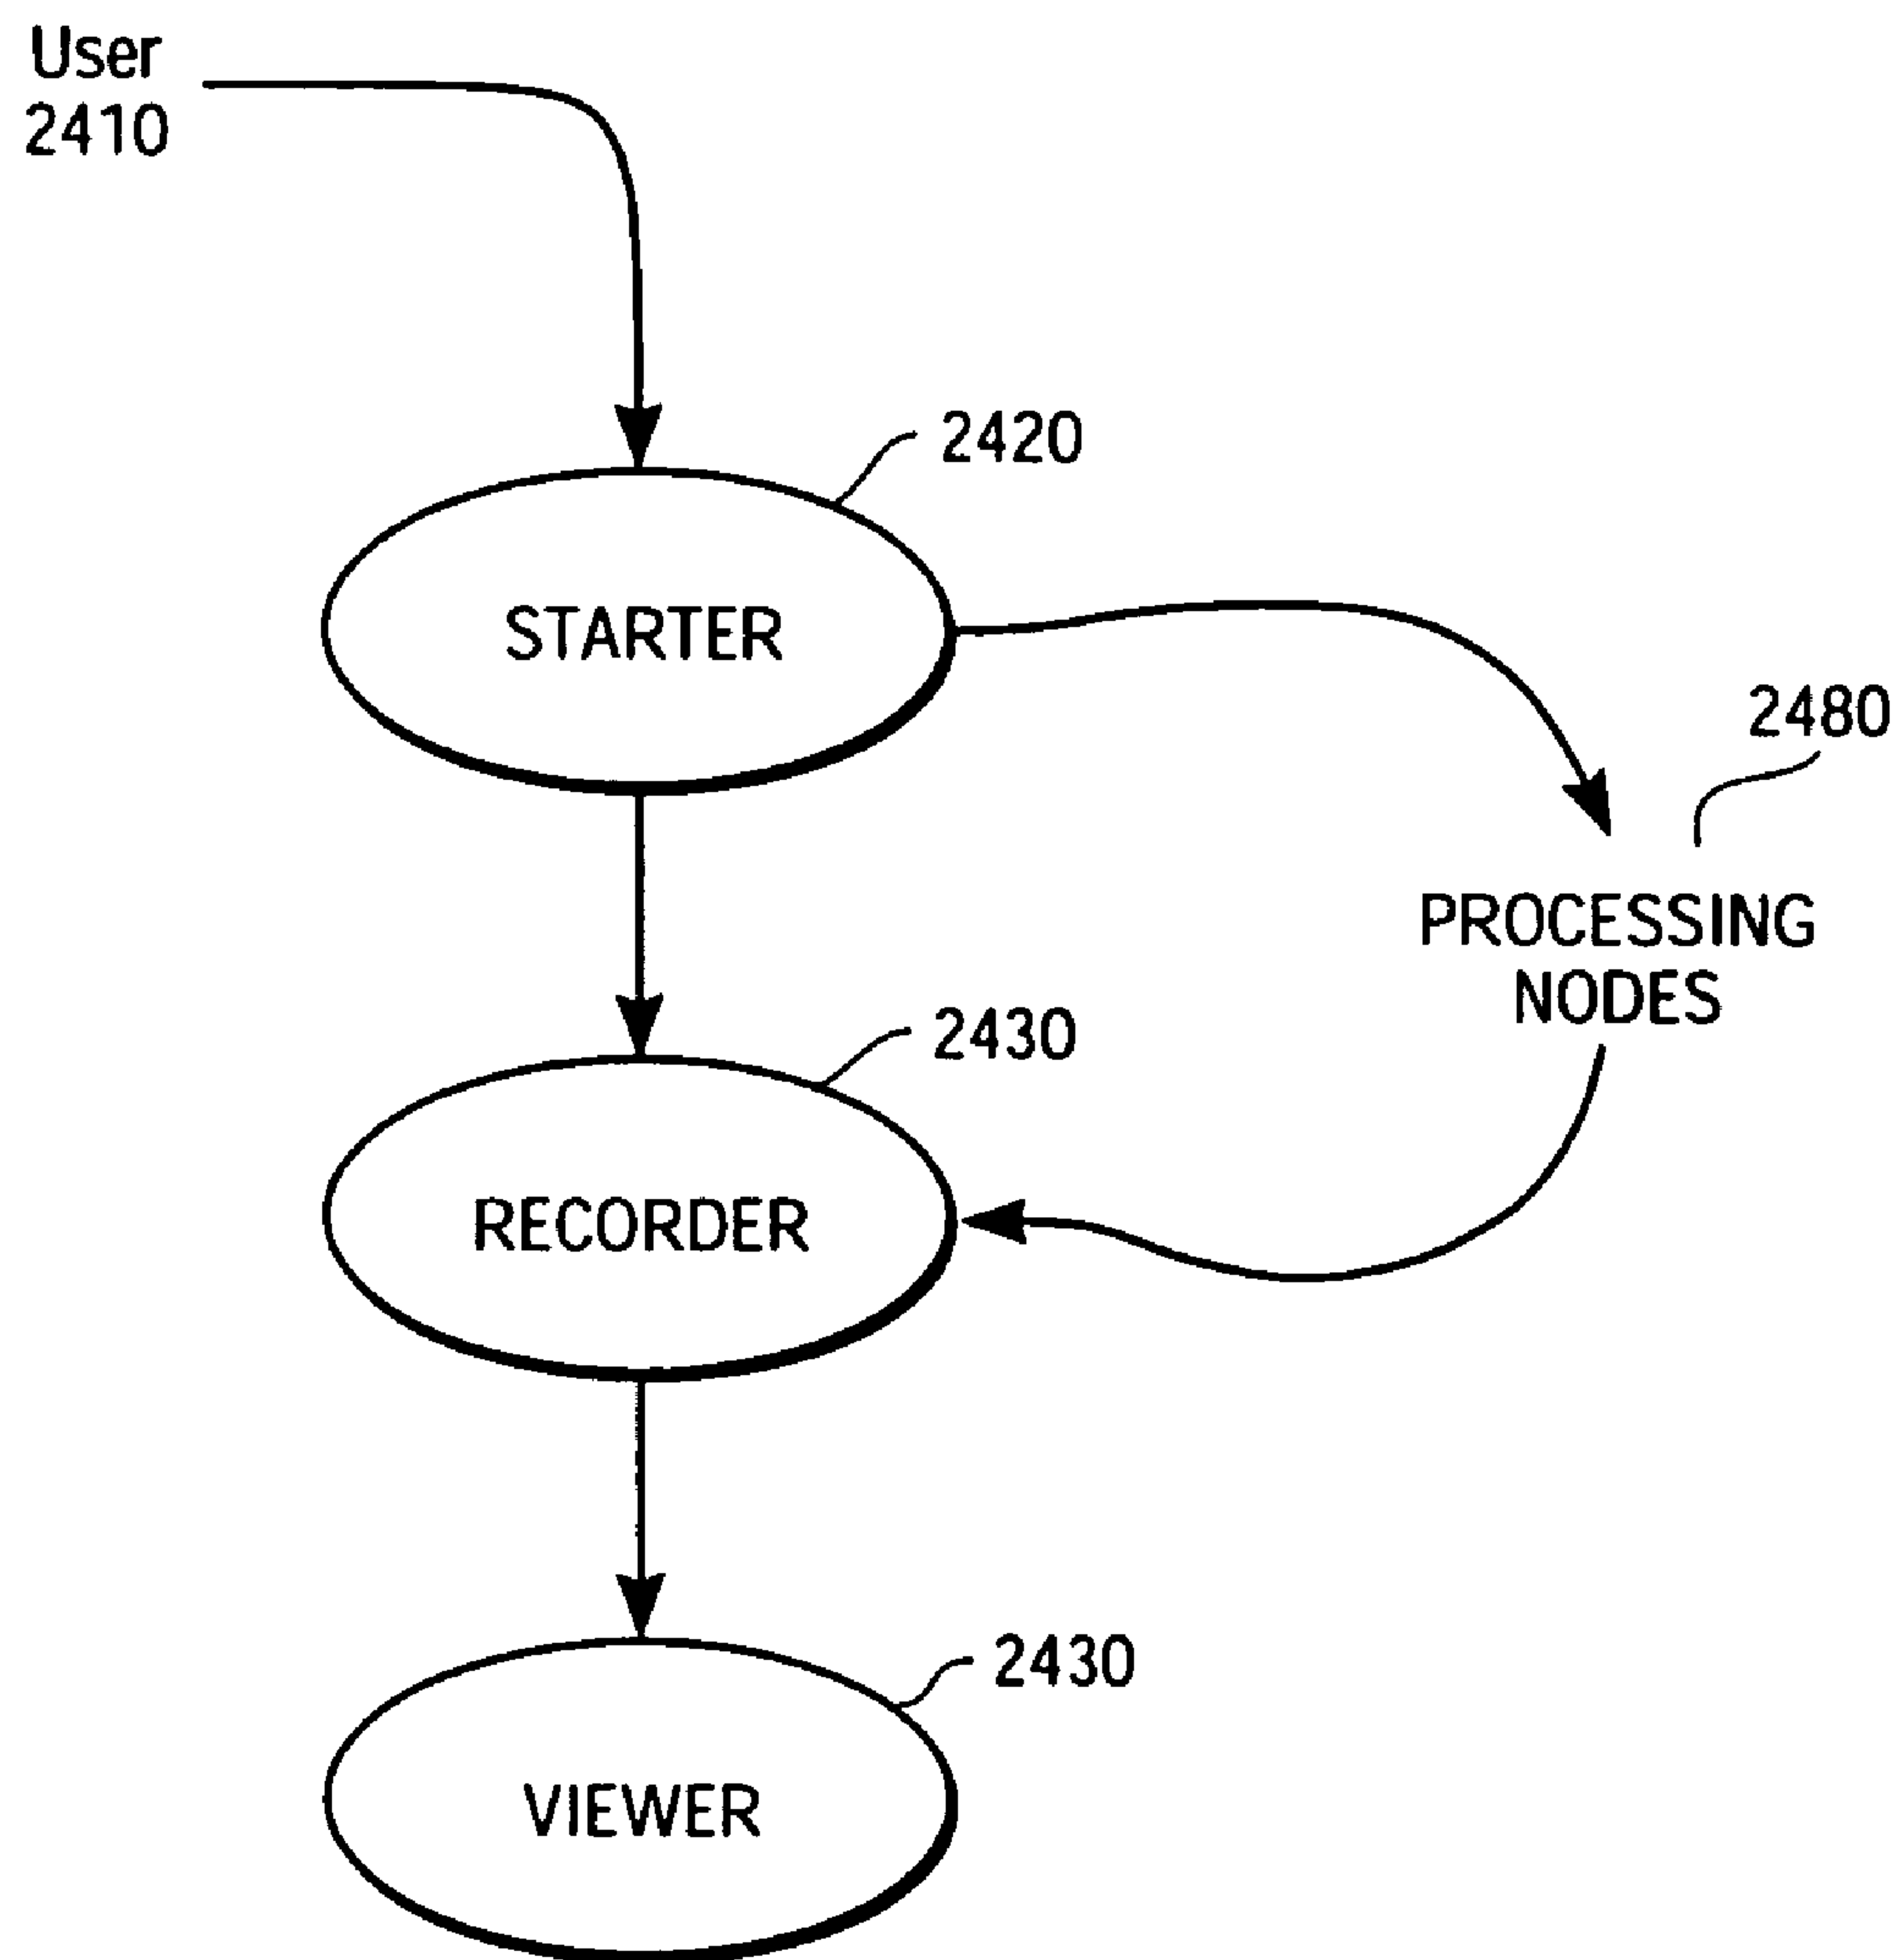 User
2410
2420
STARTER
2480
PROCESSING
NODES
2430
RECORDER
2430
VIEWER